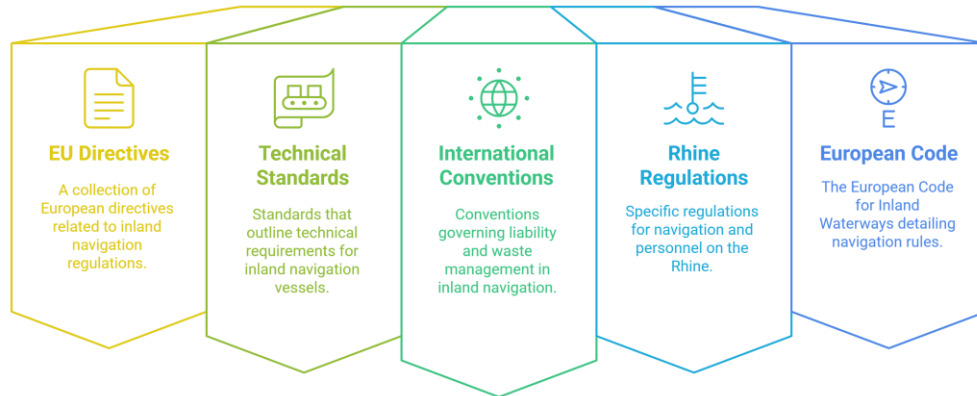 EU Directives
A collection of
European directives
related to inland
navigation
regulations.
Technical
Standards
Standards that
outline technical
requirements for
inland navigation
vessels.
International
Conventions
Conventions
governing liability
and waste
management in
inland navigation.
Rhine
Regulations
Specific regulations
for navigation and
personnel on the
Rhine.
E
European Code
The European Code
for Inland
Waterways detailing
navigation rules.